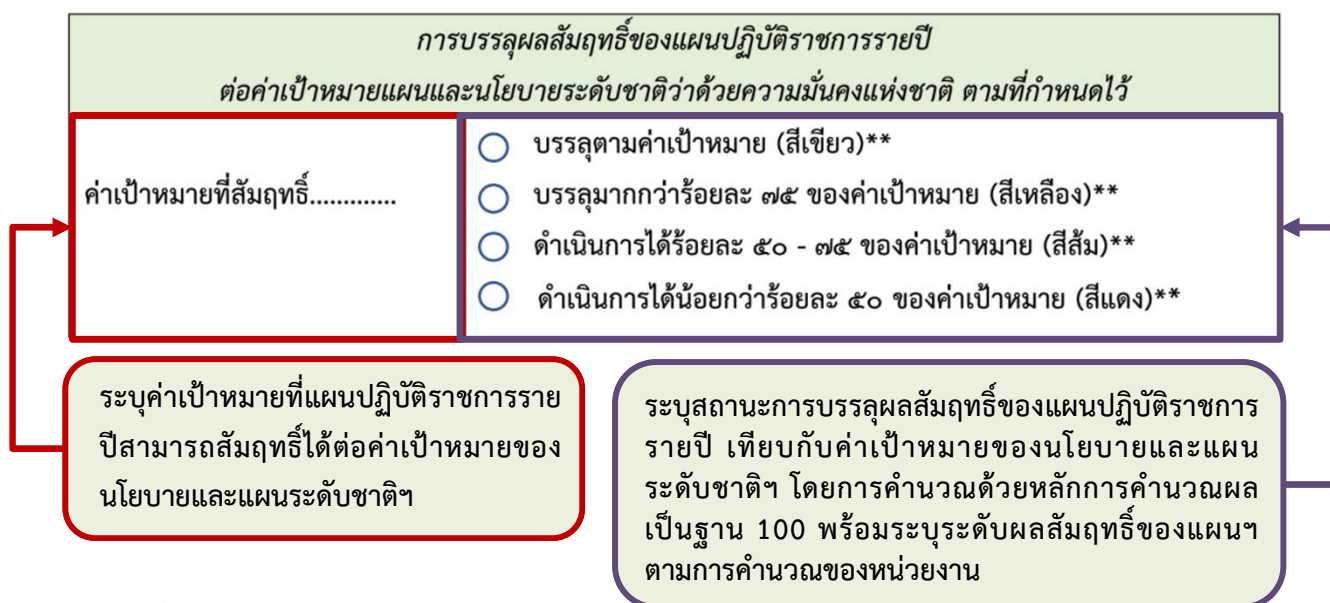 การบรรลุผลสัมฤทธิ์ของแผนปฏิบัติราชการรายปี
ต่อค่าเป้าหมายแผนและนโยบายระดับชาติว่าด้วยความมั่นคงแห่งชาติ ตามที่กำหนดไว้
ค่าเป้าหมายที่สัมฤทธิ์.............
บรรลุตามค่าเป้าหมาย (สีเขียว)**
บรรลุมากกว่าร้อยละ ๗๕ ของค่าเป้าหมาย (สีเหลือง)**
ดำเนินการได้ร้อยละ ๕๐ - ๗๕ ของค่าเป้าหมาย (สีส้ม)**
ดำเนินการได้น้อยกว่าร้อยละ ๕๐ ของค่าเป้าหมาย (สีแดง)**
ระบุค่าเป้าหมายที่แผนปฏิบัติราชการราย
ปีสามารถสัมฤทธิ์ได้ต่อค่าเป้าหมายของ
นโยบายและแผนระดับชาติฯ
ระบุสถานะการบรรลุผลสัมฤทธิ์ของแผนปฏิบัติราชการ
รายปี เทียบกับค่าเป้าหมายของนโยบายและแผน
ระดับชาติฯ โดยการคำนวณด้วยหลักการคำนวณผล
เป็นฐาน 100 พร้อมระบุระดับผลสัมฤทธิ์ของแผนฯ
ตามการคำนวณของหน่วยงาน